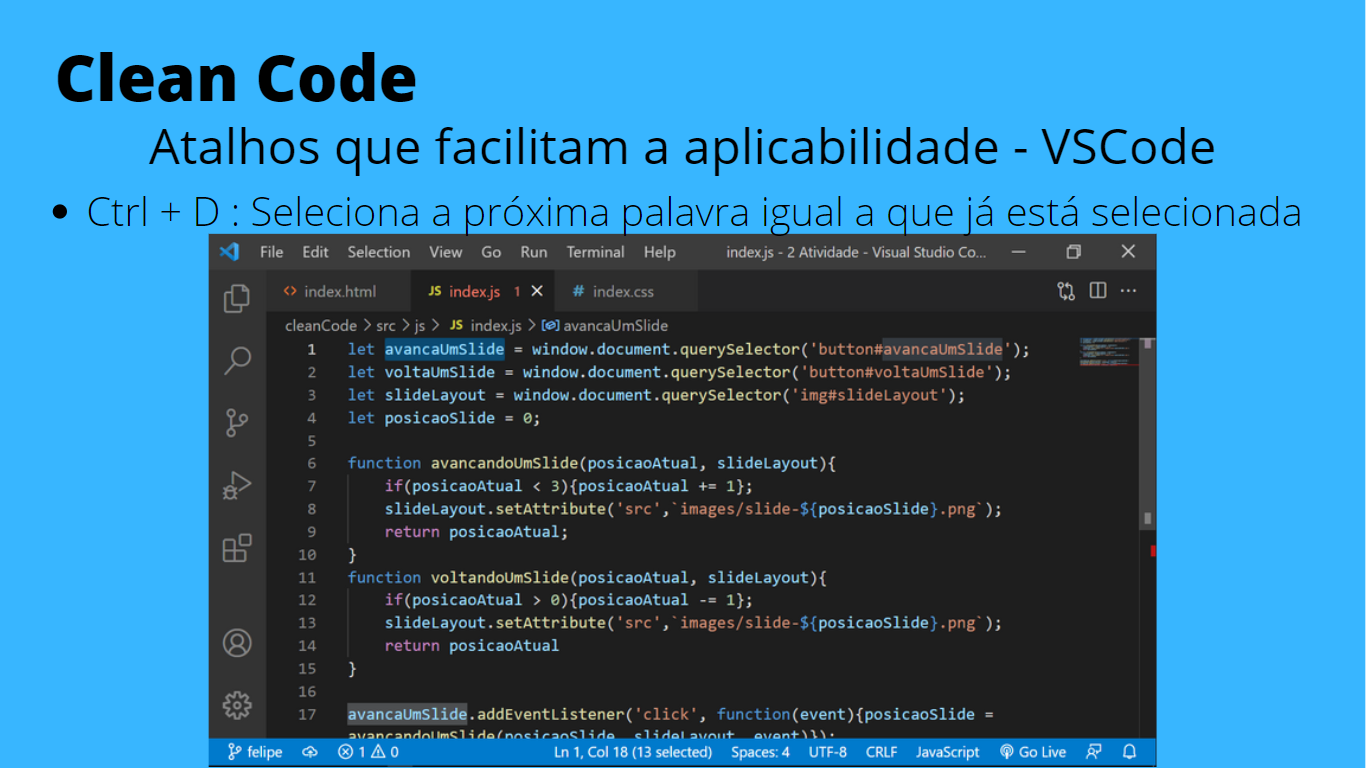 Clean Code
Atalhos que facilitam a aplicabilidade - VSCode
• Ctrl + D : Seleciona a próxima palavra igual a que já está selecionada
File Edit Selection View Go Run Terminal Help index.js - 2 Atividade - Visual Studio Co...
index.html JS index.js 1 # index.css
cleanCode > src > js > JS index.js > avancaUmSlide
1 let avancaUmSlide = window.document.querySelector('button#avancaUmSlide');
2 let voltaUmSlide = window.document.querySelector('button#voltaUmSlide');
3 let slideLayout = window.document.querySelector('img#slideLayout');
4 let posicaoSlide = 0;
5
6 function avancandoUmSlide(posicaoAtual, slideLayout){
7 if(posicaoAtual < 3){posicaoAtual += 1};
8 slideLayout.setAttribute('src',`images/slide-${posicaoSlide}.png`);
9 return posicaoAtual;
10 }
11 function voltandoUmSlide(posicaoAtual, slideLayout){
12 if(posicaoAtual > 0){posicaoAtual -= 1};
13 slideLayout.setAttribute('src',`images/slide-${posicaoSlide}.png`);
14 return posicaoAtual
15 }
16
17 avancaUmSlide.addEventListener('click', function(event){posicaoSlide =
avancandoUmSlide(posicaoSlide, slideLayout, event)});
felipe 1 0 Ln 1, Col 18 (13 selected) Spaces: 4 UTF-8 CRLF JavaScript Go Live